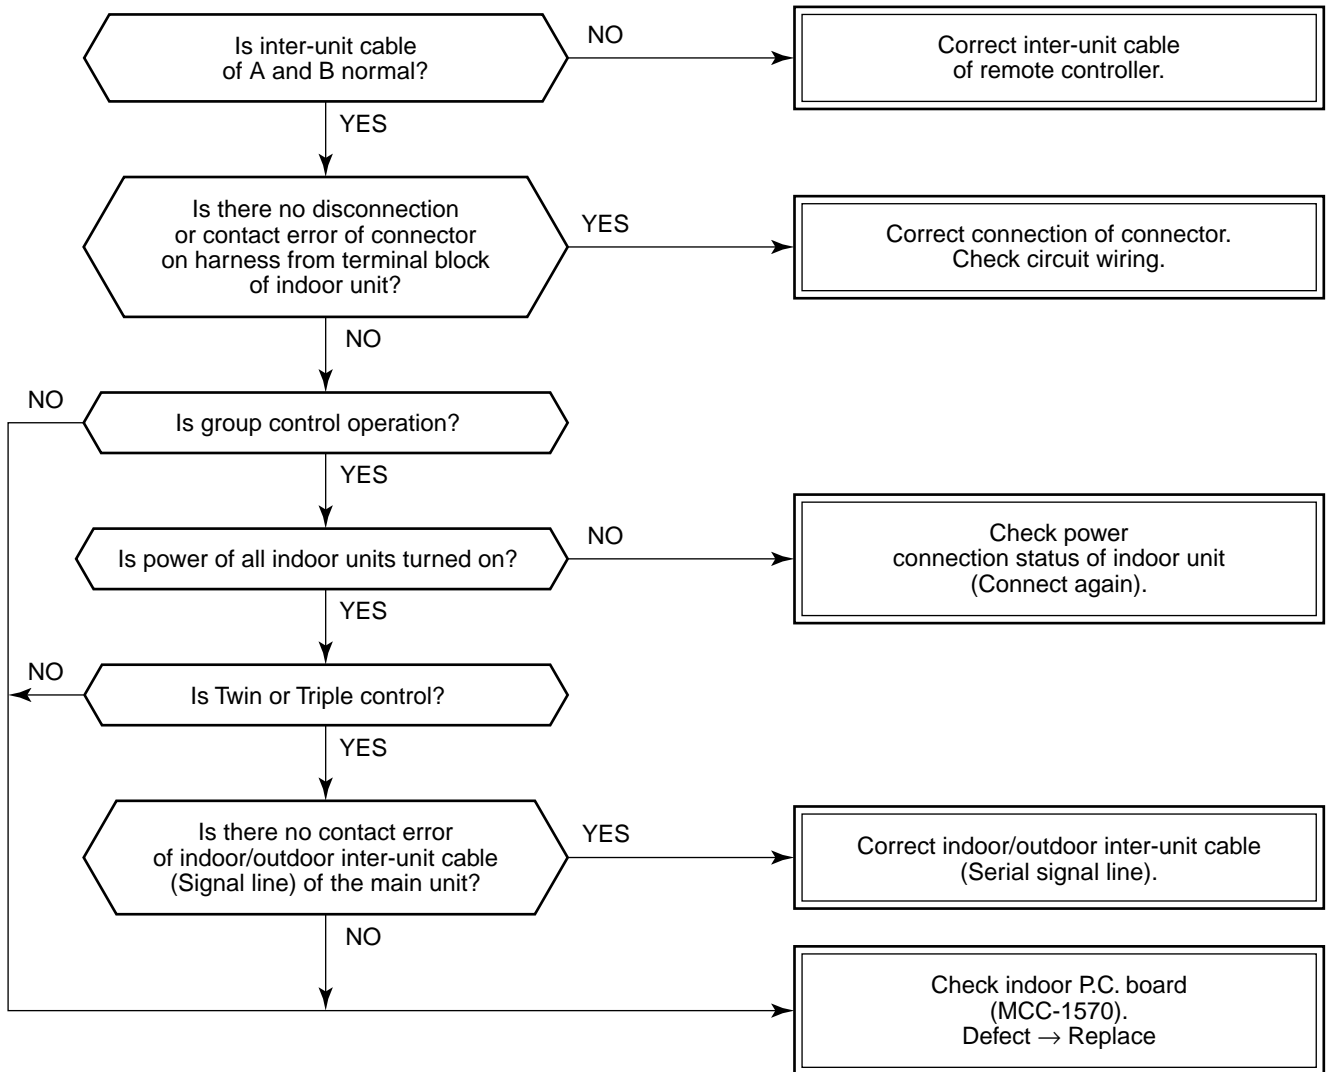 Is inter-unit cable
of A and B normal?
NO
Correct inter-unit cable
of remote controller.
YES
Is there no disconnection
or contact error of connector
on harness from terminal block
of indoor unit?
YES
Correct connection of connector.
Check circuit wiring.
NO
NO
Is group control operation?
YES
Is power of all indoor units turned on?
NO
Check power
connection status of indoor unit
(Connect again).
YES
NO
Is Twin or Triple control?
YES
Is there no contact error
of indoor/outdoor inter-unit cable
(Signal line) of the main unit?
YES
Correct indoor/outdoor inter-unit cable
(Serial signal line).
NO
Check indoor P.C. board
(MCC-1570).
Defect → Replace